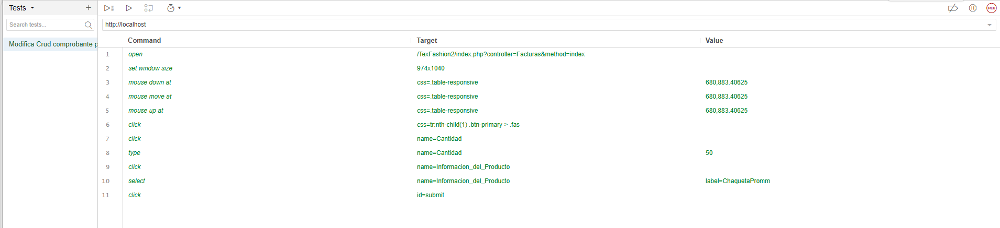 Tests
Search tests...
Modifica Crud comprobante p
REC
http://localhost
Command Target Value
1 open /TexFashion2/index.php?controller=Facturas&method=index
2 set window size 974x1040
3 mouse down at css=.table-responsive 680,883.40625
4 mouse move at css=.table-responsive 680,883.40625
5 mouse up at css=.table-responsive 680,883.40625
6 click css=tr:nth-child(1) .btn-primary > .fas
7 click name=Cantidad
8 type name=Cantidad 50
9 click name=Informacion_del_Producto
10 select name=Informacion_del_Producto label=ChaquetaPromm
11 click id=submit